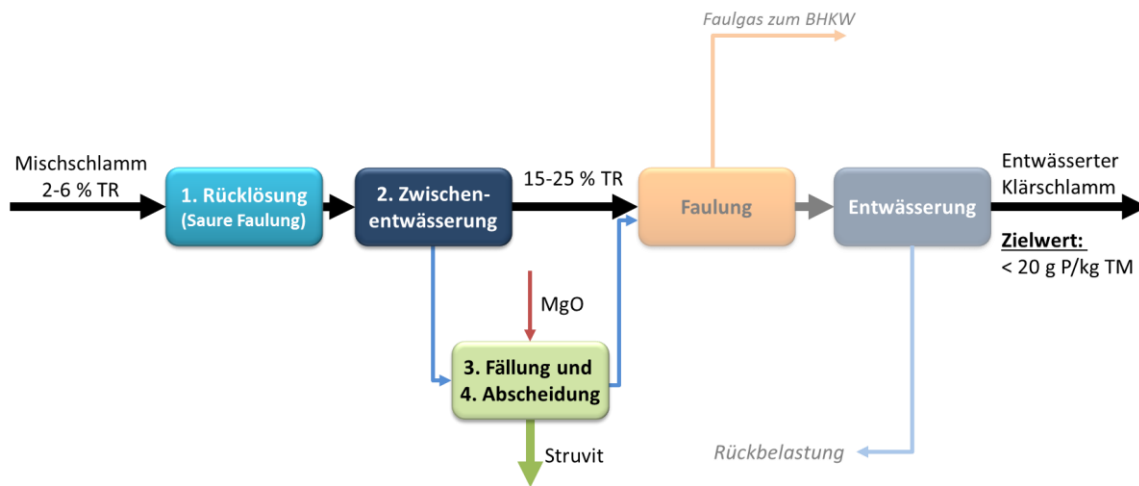 Faulgas zum BHKW
Mischschlamm
2-6 % TR
1. Rücklösung
(Saure Faulung)
2. Zwischen-
entwässerung
15-25 % TR
Faulung
Entwässerung
Entwässerter
Klärschlamm
Zielwert:
< 20 g P/kg TM
MgO
3. Fällung und
4. Abscheidung
Struvit
Rückbelastung